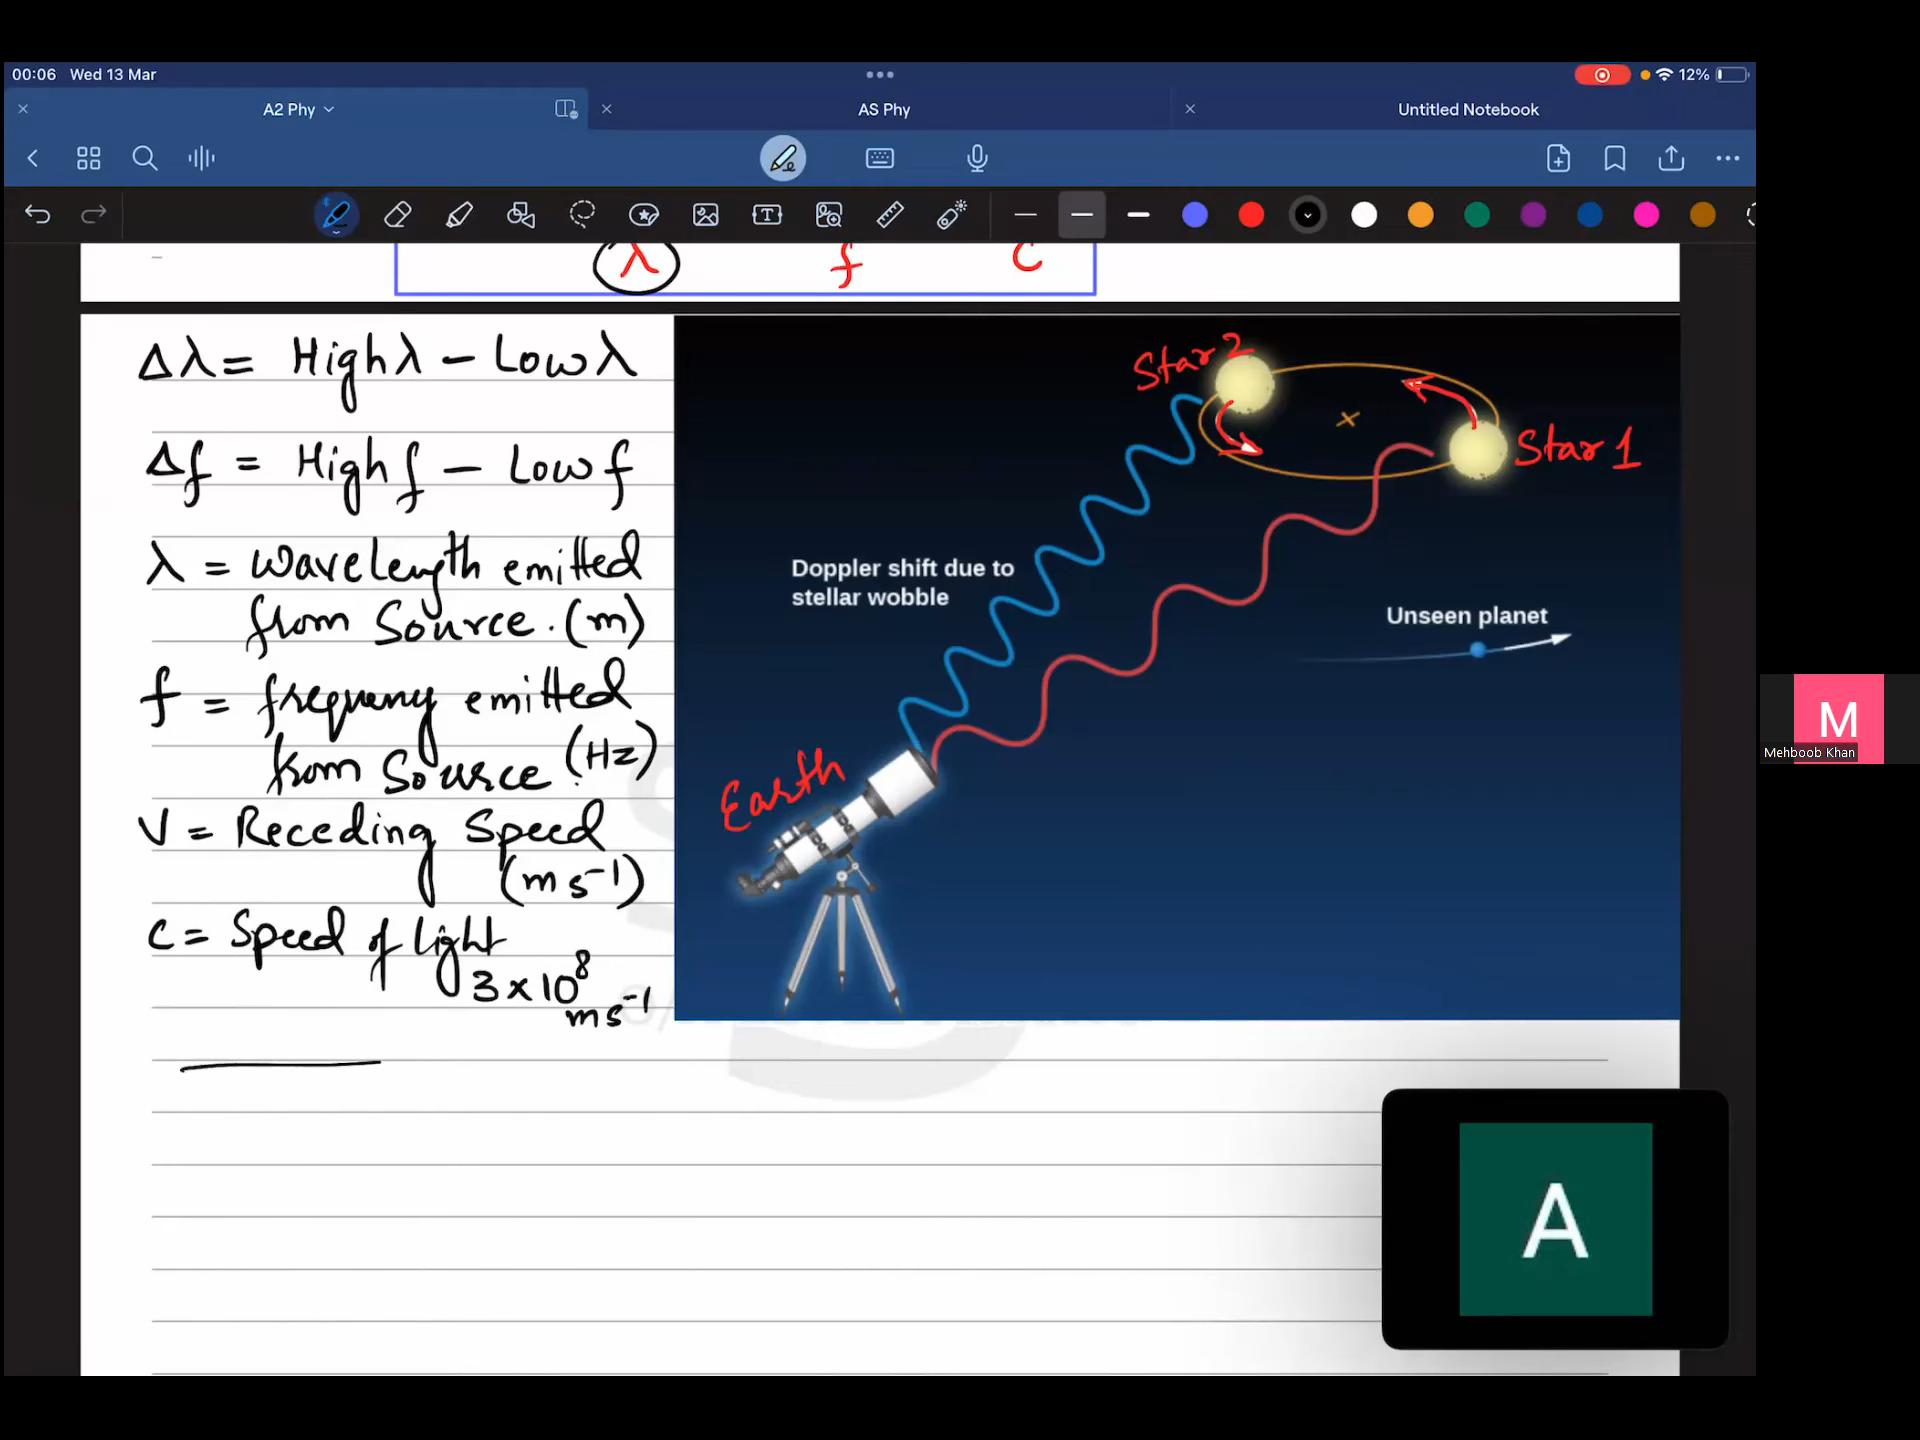 00:06 Wed 13 Mar
12%
A2 Phy
AS Phy
Untitled Notebook
λ f c
Δλ = High λ - Low λ
Δf = High f - Low f
λ = wavelength emitted
from Source. (m)
f = frequency emitted
from Source. (Hz)
V = Receding Speed
(ms⁻¹)
C = Speed of light
3 x 10⁸
ms⁻¹
Star 2
Star 1
Doppler shift due to
stellar wobble
Unseen planet
Earth
A
M
Mehboob Khan